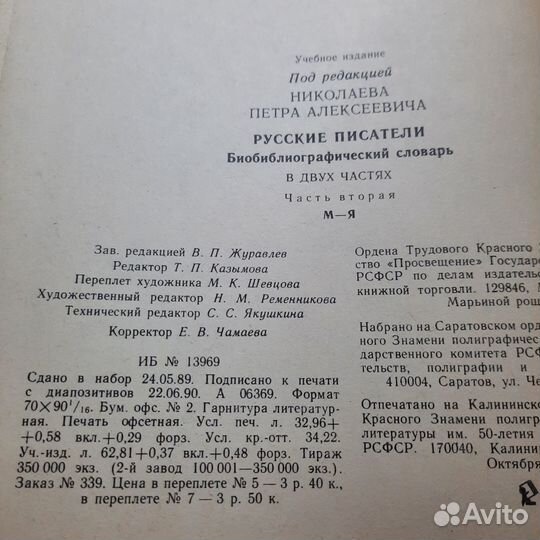 Учебное издание
Под редакцией
НИКОЛАЕВА
ПЕТРА АЛЕКСЕЕВИЧА
РУССКИЕ ПИСАТЕЛИ
Биобиблиографический словарь
В ДВУХ ЧАСТЯХ
Часть вторая
М—Я
Зав. редакцией В. П. Журавлев
Редактор Т. П. Казымова
Переплет художника М. К. Шевцова
Художественный редактор Н. М. Ременникова
Технический редактор С. С. Якушкина
Корректор Е. В. Чамаева
ИБ № 13969
Сдано в набор 24.05.89. Подписано к печати
с диапозитивов 22.06.90. А 06369. Формат
70×90¹/₁₆. Бум. офс. № 2. Гарнитура литератур-
ная. Печать офсетная. Усл. печ. л. 32,96+
+0,58 вкл.+0,29 форз. Усл. кр.-отт. 34,22.
Уч.-изд. л. 62,81+0,37 вкл.+0,48 форз. Тираж
350 000 экз. (2-й завод 100 001—350 000 экз.).
Заказ № 339. Цена в переплете № 5 — 3 р. 40 к.,
в переплете № 7 — 3 р. 50 к.
Ордена Трудового Красного
ство «Просвещение» Государ
РСФСР по делам издательс
книжной торговли. 129846,
Марьиной рощ
Набрано на Саратовском орд
ного Знамени полиграфичес
дарственного комитета РСФ
тельств, полиграфии и
410004, Саратов, ул. Че
Отпечатано на Калининско
Красного Знамени полигра
литературы им. 50-летия
РСФСР. 170040, Калинин
Октября
Avito